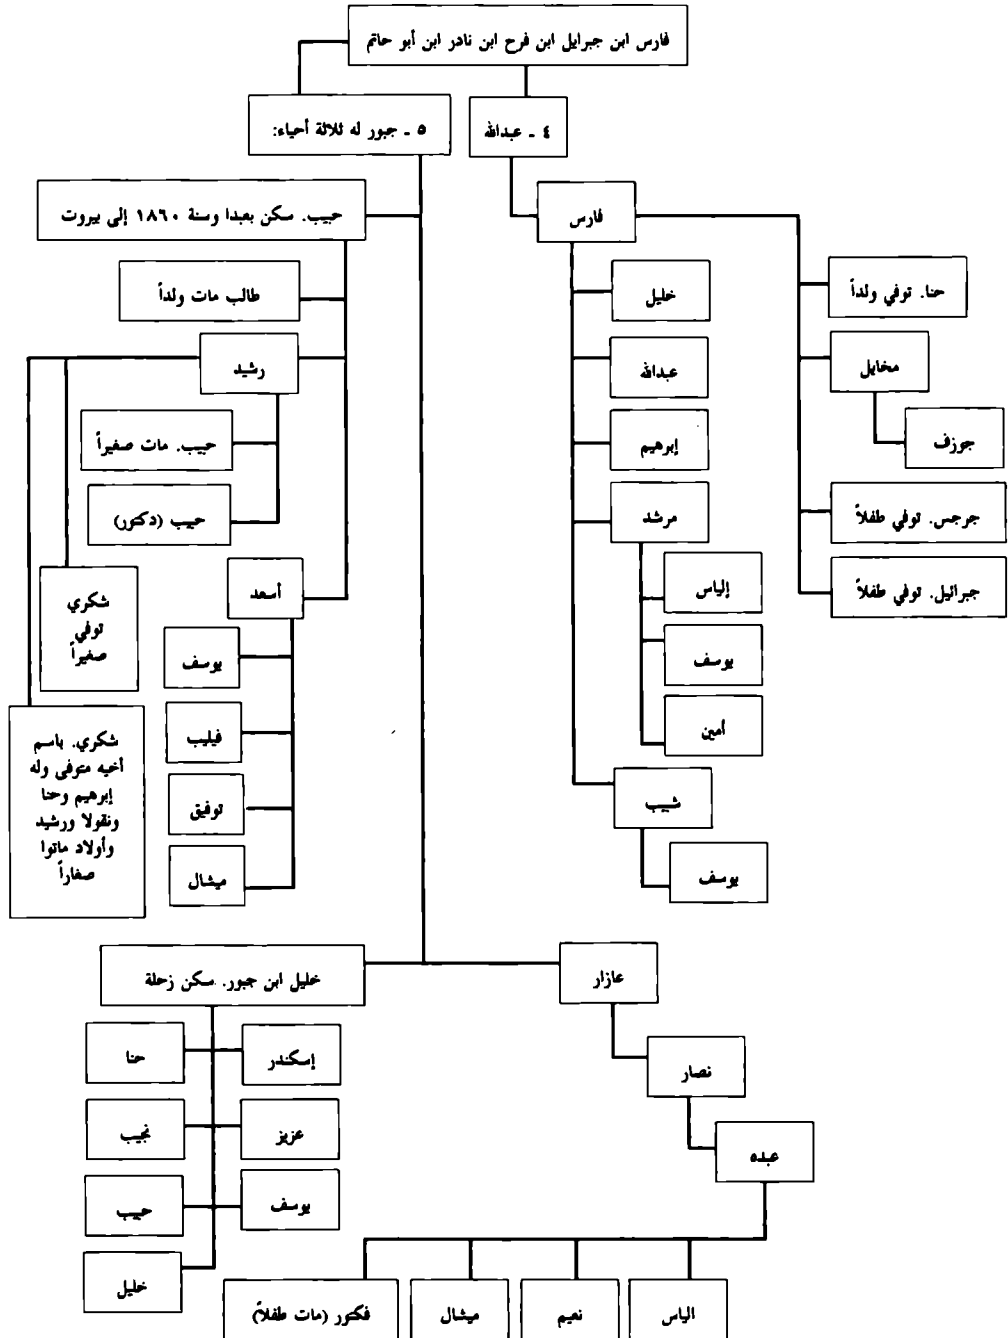 فارس ابن جبرايل ابن فرح ابن نادر ابن أبو حاتم
٤ ـ عبدالله
٥ ـ جبور له ثلاثة أحياء:
فارس
حنا. توفي ولداً
مخايل
جوزف
جرجس. توفي طفلاً
جبرائيل. توفي طفلاً
خليل
عبدالله
إبرهيم
مرشد
إلياس
يوسف
أمين
شبيب
يوسف
حبيب. سكن بعبدا وسنة ١٨٦٠ إلى بيروت
طالب مات ولداً
رشيد
حبيب. مات صغيراً
حبيب (دكتور)
شكري
توفي
صغيراً
شكري. باسم
أخيه متوفى وله
إبرهيم وحنا
ونقولا ورشيد
وأولاد ماتوا
صغاراً
أسعد
يوسف
فيليب
توفيق
ميشال
عازار
نصار
عبده
الياس
نعيم
ميشال
فكتور (مات طفلاً)
خليل ابن جبور. سكن زحلة
إسكندر
حنا
عزيز
نجيب
يوسف
حبيب
خليل